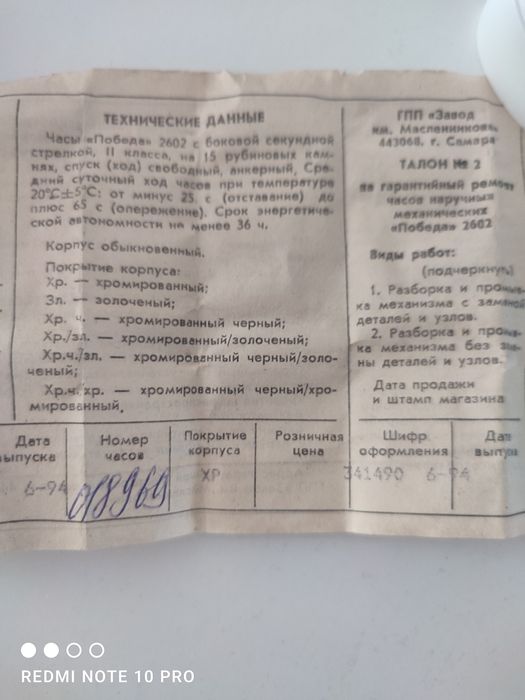 ТЕХНИЧЕСКИЕ ДАННЫЕ
Часы «Победа» 2602 с боковой секундной
стрелкой, II класса, на 15 рубиновых кам-
нях, спуск (ход) свободный, анкерный. Сре-
дний суточный ход часов при температуре
20°С±5°С: от минус 25 с (отставание) до
плюс 65 с (опережение). Срок энергетиче-
ской автономности не менее 36 ч.
Корпус обыкновенный.
Покрытие корпуса:
Хр. — хромированный;
Зл. — золоченый;
Хр. ч. — хромированный черный;
Хр./зл. — хромированный/золоченый;
Хр.ч./зл. — хромированный черный/золо-
ченый;
Хр.ч. хр. — хромированный черный/хро-
мированный.
Дата
выпуска
6-94
Номер
часов
018969
Покрытие
корпуса
ХР
Розничная
цена
ГПП «Завод
им. Масленникова»
443068, г. Самара
ТАЛОН № 2
на гарантийный ремонт
часов наручных
механических
«Победа» 2602
Виды работ:
(подчеркнуть)
1. Разборка и промыв-
ка механизма с заменой
деталей и узлов.
2. Разборка и промыв-
ка механизма без
ны деталей и узлов.
Дата продажи
и штамп магазина
Шифр
оформления
341490
Дат
выпуск
6-94
REDMI NOTE 10 PRO